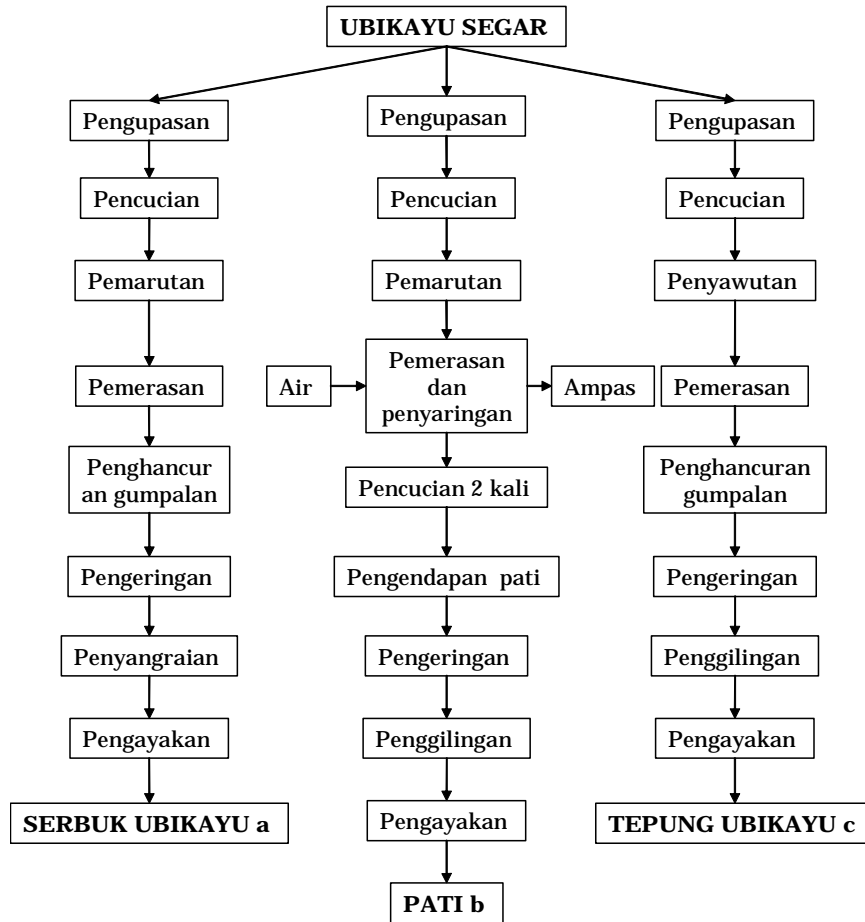 UBIKAYU SEGAR
Pengupasan
Pencucian
Pemarutan
Pemerasan
Penghancur
an gumpalan
Pengeringan
Penyangraian
Pengayakan
SERBUK UBIKAYU a
Pengupasan
Pencucian
Pemarutan
Air
Pemerasan
dan
penyaringan
Ampas
Pencucian 2 kali
Pengendapan pati
Pengeringan
Penggilingan
Pengayakan
PATI b
Pengupasan
Pencucian
Penyawutan
Pemerasan
Penghancuran
gumpalan
Pengeringan
Penggilingan
Pengayakan
TEPUNG UBIKAYU c